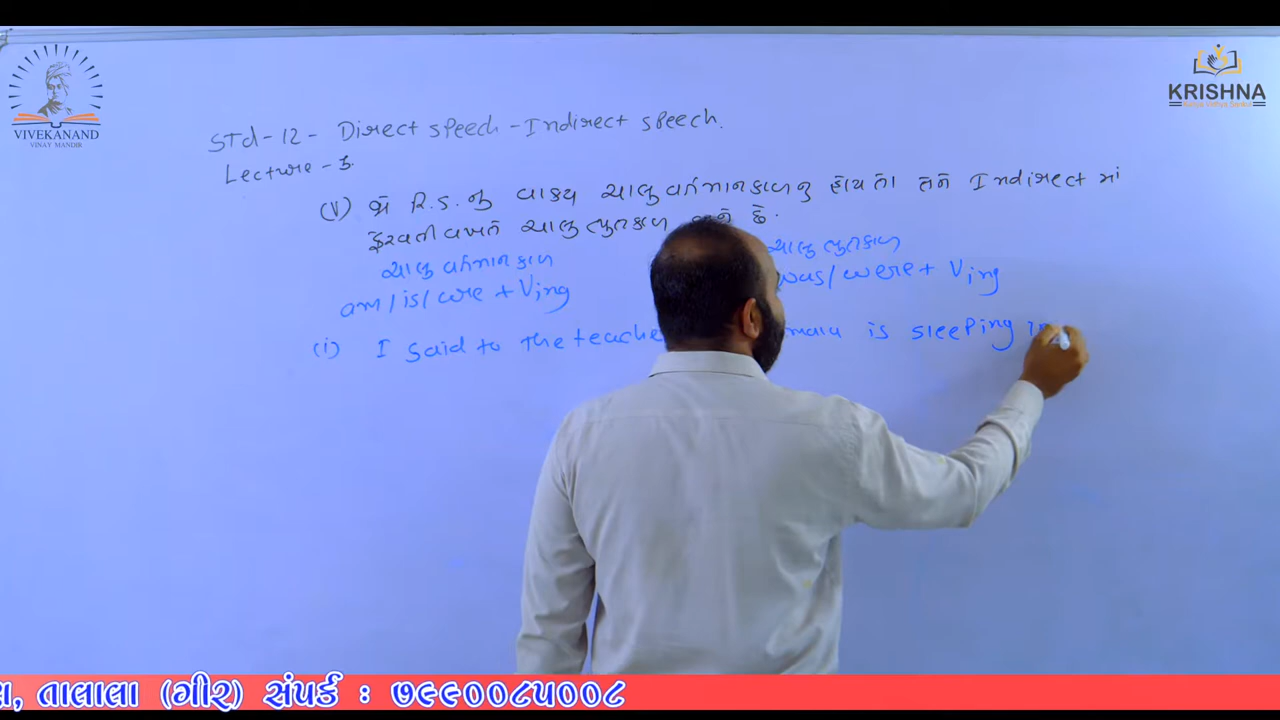 VIVEKANAND
VINAY MANDIR
KRISHNA
STd-12 - Direct speech - Indirect speech.
Lecture - 3.
(V) જો R.S.નું વાક્ય ચાલુ વર્તમાનકાળનું હોય તો તેને Indirect માં
ફેરવતી વખતે ચાલુ ભૂતકાળ બને છે.
ચાલુ વર્તમાનકાળ
ચાલુ ભૂતકાળ
am / is / are + Ving
was / were + Ving
(i) I said to the teache is sleeping in
તાલાલા (ગીર) સંપર્ક : ૭૯૯૦૦૮૫૦૦૮